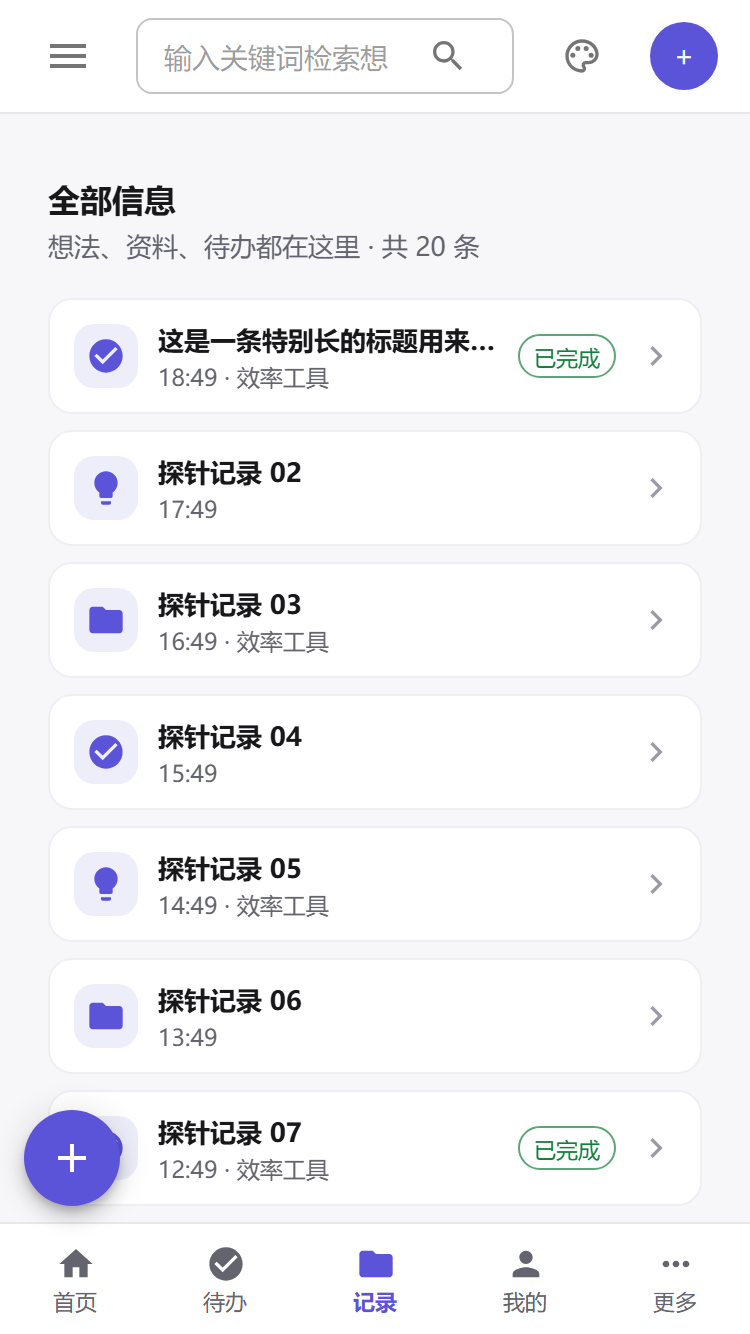 输入关键词检索想
+
全部信息
想法、资料、待办都在这里 · 共 20 条
这是一条特别长的标题用来...
18:49 · 效率工具
已完成
探针记录 02
17:49
探针记录 03
16:49 · 效率工具
探针记录 04
15:49
探针记录 05
14:49 · 效率工具
探针记录 06
13:49
探针记录 07
12:49 · 效率工具
已完成
首页
待办
记录
我的
更多